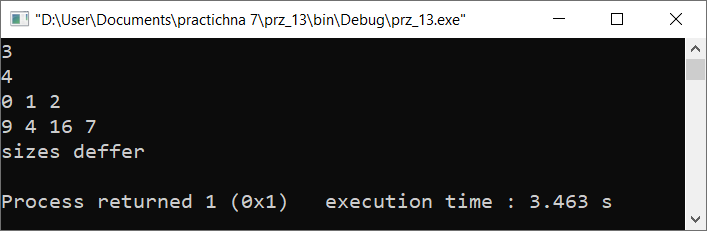 "D:\User\Documents\practichna 7\prz_13\bin\Debug\prz_13.exe"
3
4
0 1 2
9 4 16 7
sizes deffer
Process returned 1 (0x1)   execution time : 3.463 s